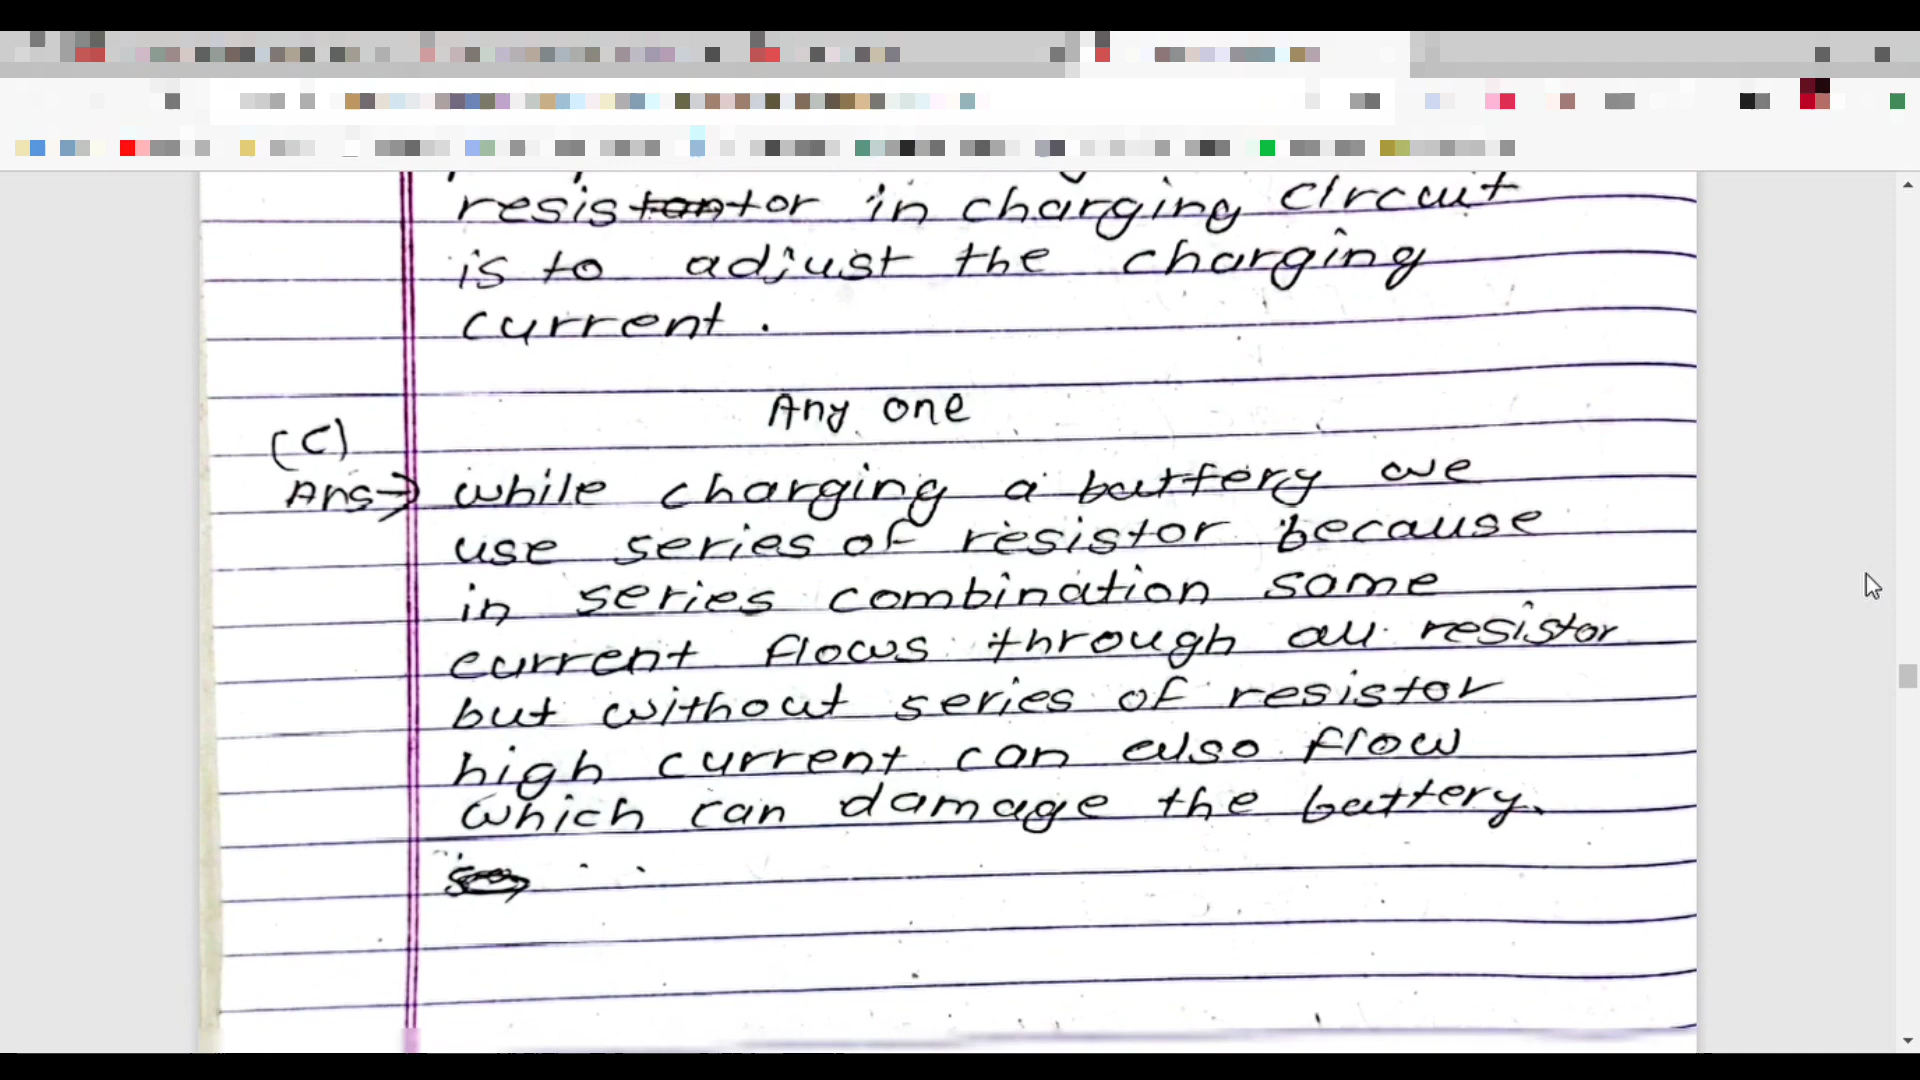 resistor in charging circuit
is to adjust the charging
current.
Any one
(C)
Ans→ while charging a battery we
use series of resistor because
in series combination same
current flows through all resistor
but without series of resistor
high current can also flow
which can damage the battery.